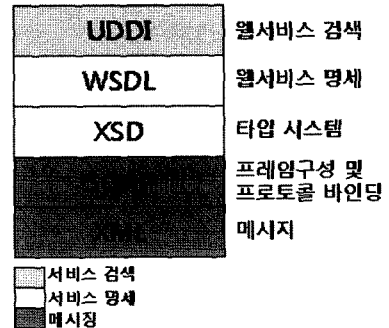 UDDI 웹서비스 검색
WSDL 웹서비스 명세
XSD 타입 시스템
프레임구성 및
프로토콜 바인딩
메시지
서비스 검색
서비스 명세
메시징